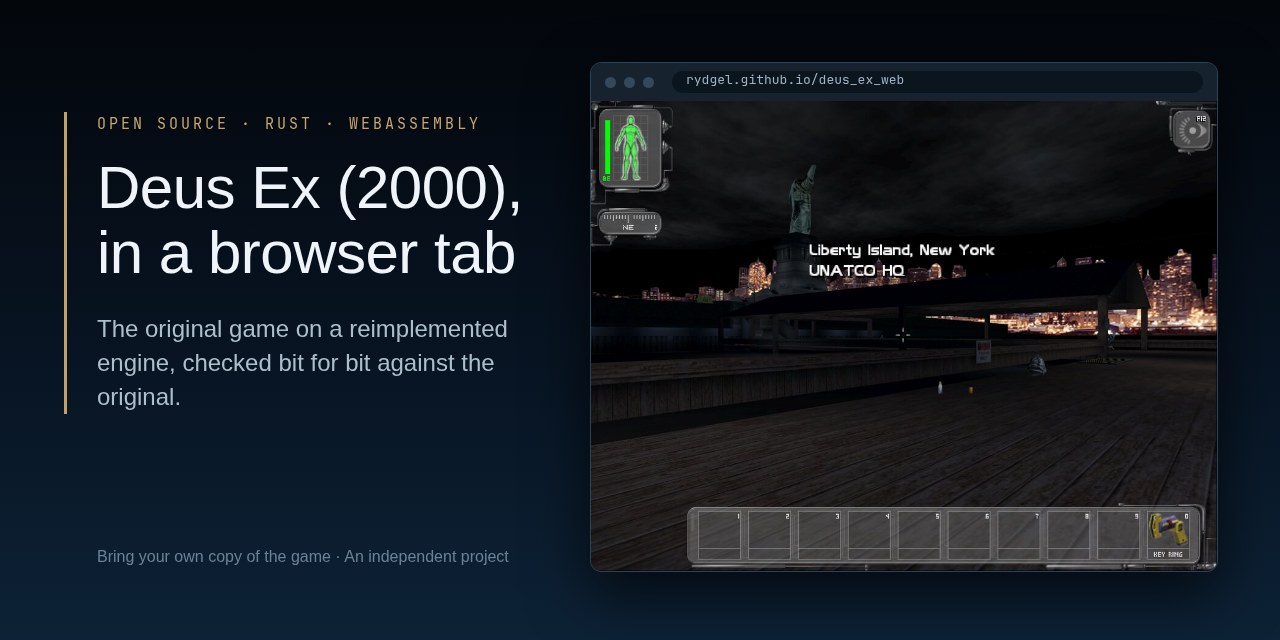 OPEN SOURCE · RUST · WEBASSEMBLY
Deus Ex (2000),
in a browser tab
The original game on a reimplemented
engine, checked bit for bit against the
original.
Bring your own copy of the game · An independent project
rydgel.github.io/deus_ex_web
F12
NE
Liberty Island, New York
UNATCO HQ
1 2 3 4 5 6 7 8 9 0
KEY RING